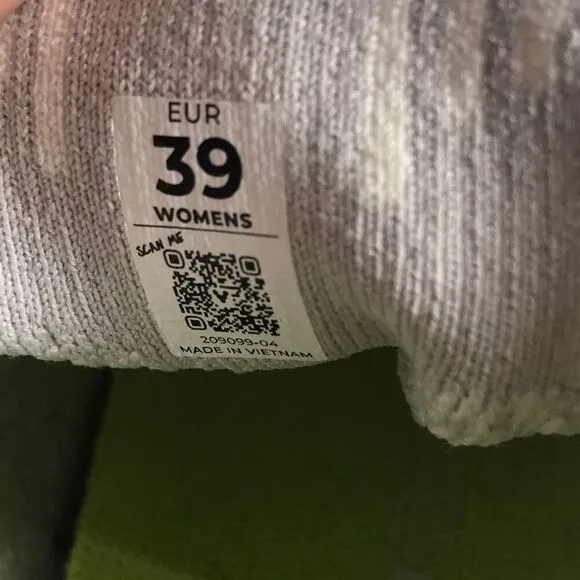 EUR
39
WOMENS
SCAN ME
209099-04
MADE IN VIETNAM